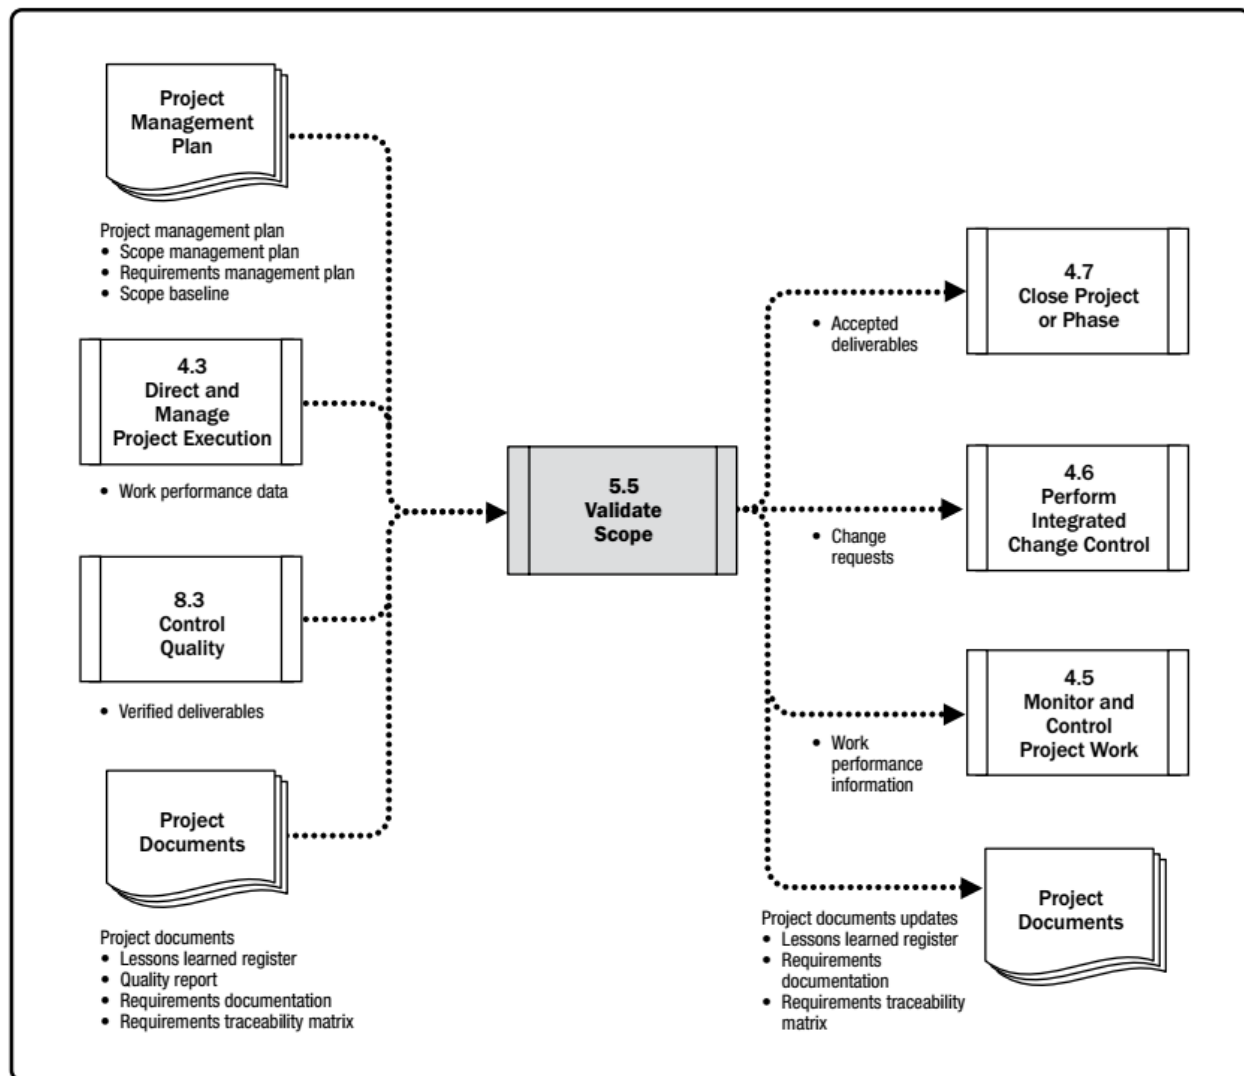 Project
Management
Plan
Project management plan
• Scope management plan
• Requirements management plan
• Scope baseline
4.3
Direct and
Manage
Project Execution
• Work performance data
8.3
Control
Quality
• Verified deliverables
Project
Documents
Project documents
• Lessons learned register
• Quality report
• Requirements documentation
• Requirements traceability matrix
5.5
Validate
Scope
• Accepted
deliverables
4.7
Close Project
or Phase
• Change
requests
4.6
Perform
Integrated
Change Control
• Work
performance
information
4.5
Monitor and
Control
Project Work
Project documents updates
• Lessons learned register
• Requirements
documentation
• Requirements traceability
matrix
Project
Documents